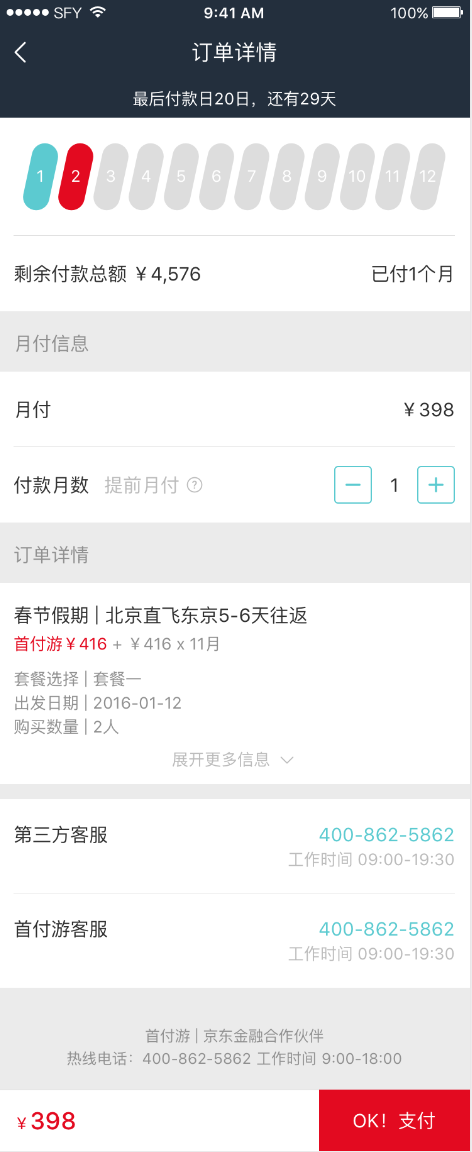 SFY 9:41 AM 100%
订单详情
最后付款日20日，还有29天
1 2 3 4 5 6 7 8 9 10 11 12
剩余付款总额 ￥4,576 已付1个月
月付信息
月付 ￥398
付款月数 提前月付 ? − 1 +
订单详情
春节假期 | 北京直飞东京5-6天往返
首付游￥416 + ￥416 x 11月
套餐选择 | 套餐一
出发日期 | 2016-01-12
购买数量 | 2人
展开更多信息
第三方客服 400-862-5862
工作时间 09:00-19:30
首付游客服 400-862-5862
工作时间 09:00-19:30
首付游 | 京东金融合作伙伴
热线电话：400-862-5862 工作时间 9:00-18:00
￥398 OK！支付